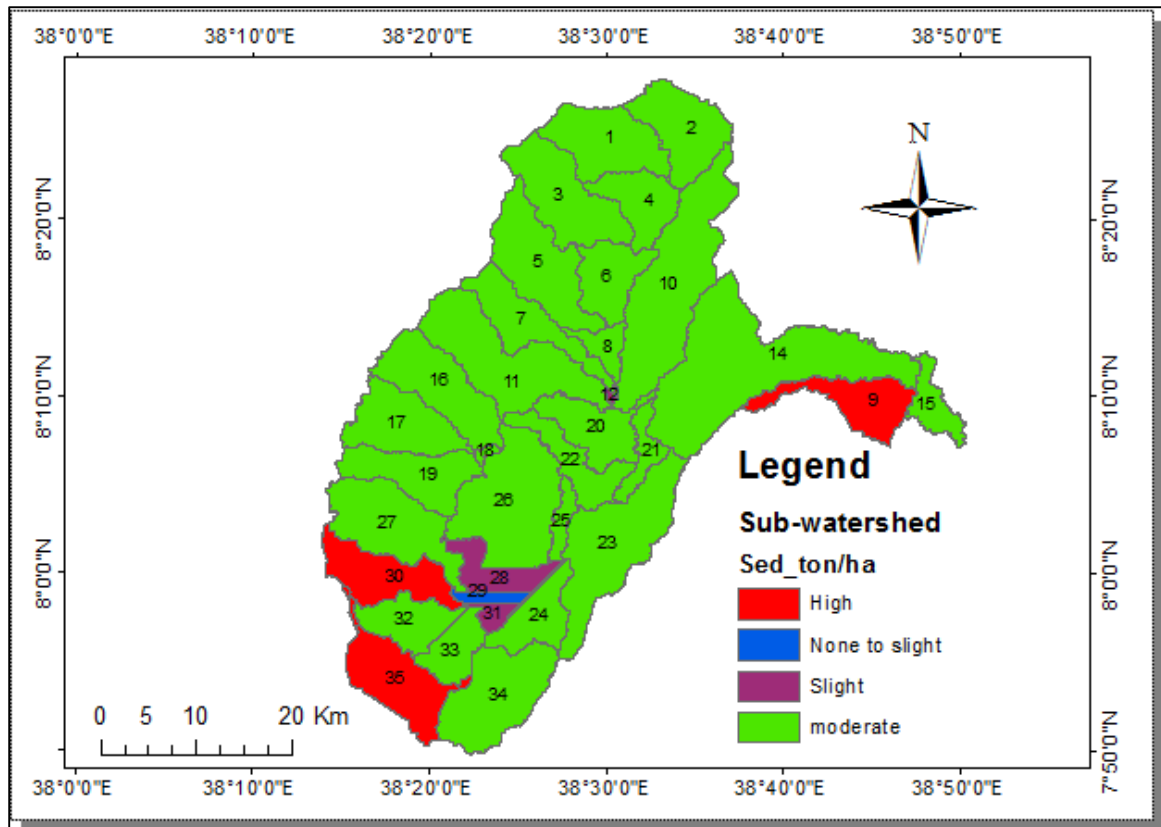 38°0'0"E 38°10'0"E 38°20'0"E 38°30'0"E 38°40'0"E 38°50'0"E
N
8°20'0"N 8°20'0"N
8°10'0"N 8°10'0"N
8°0'0"N 8°0'0"N
7°50'0"N
1
2
3
4
5
6
10
7
8
14
16
11
12
9
15
17
20
18
22
21
19
26
27
25
23
30
28
29
31
24
32
33
35
34
Legend
Sub-watershed
Sed_ton/ha
High
None to slight
Slight
moderate
0 5 10 20 Km
38°0'0"E 38°10'0"E 38°20'0"E 38°30'0"E 38°40'0"E 38°50'0"E